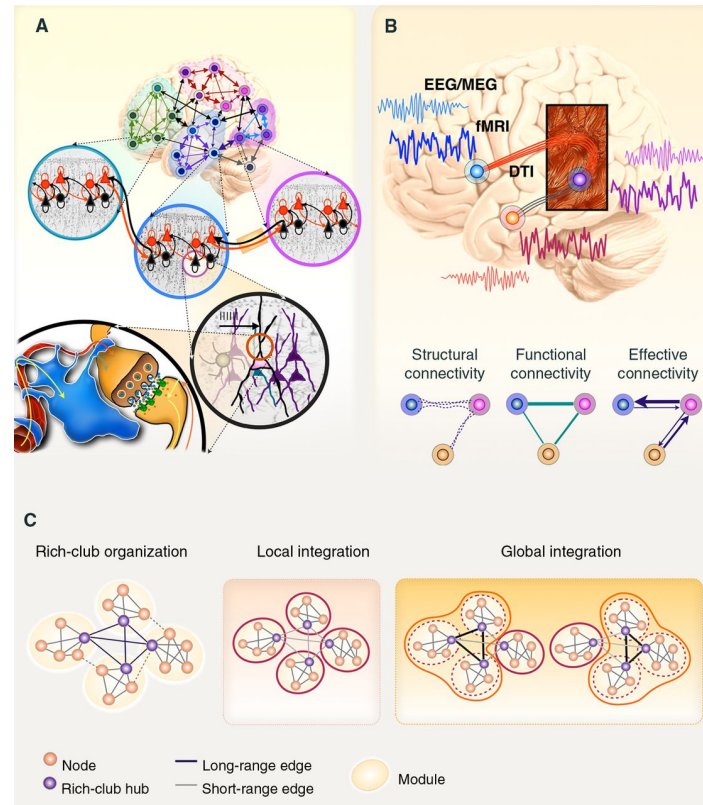 A
B
EEG/MEG
fMRI
DTI
Structural
connectivity
Functional
connectivity
Effective
connectivity
C
Rich-club organization
Local integration
Global integration
Node
Rich-club hub
Long-range edge
Short-range edge
Module